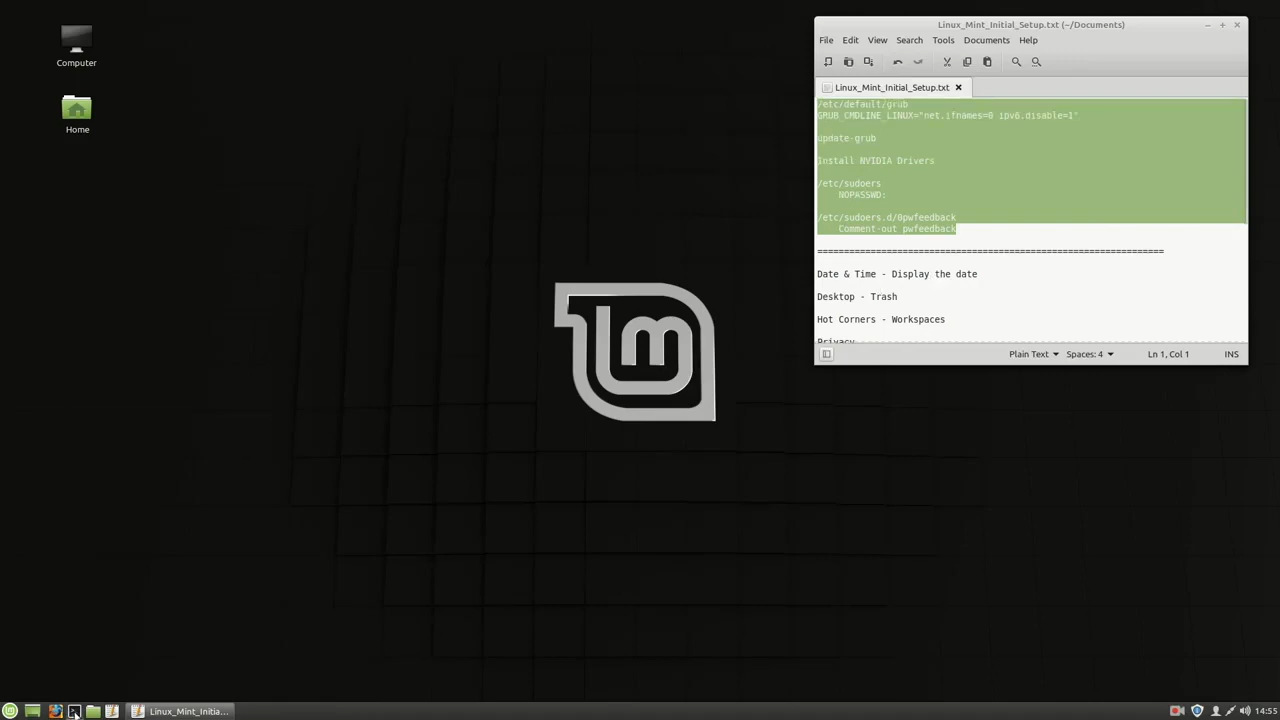 Computer
Home
Linux_Mint_Initial_Setup.txt (~/Documents)
File Edit View Search Tools Documents Help
Linux_Mint_Initial_Setup.txt
/etc/default/grub
GRUB_CMDLINE_LINUX="net.ifnames=0 ipv6.disable=1"
update-grub
Install NVIDIA Drivers
/etc/sudoers
NOPASSWD:
/etc/sudoers.d/0pwfeedback
Comment-out pwfeedback
=================================================================
Date & Time - Display the date
Desktop - Trash
Hot Corners - Workspaces
Privacy
Plain Text Spaces: 4 Ln 1, Col 1 INS
lm
Linux_Mint_Initia... 14:55